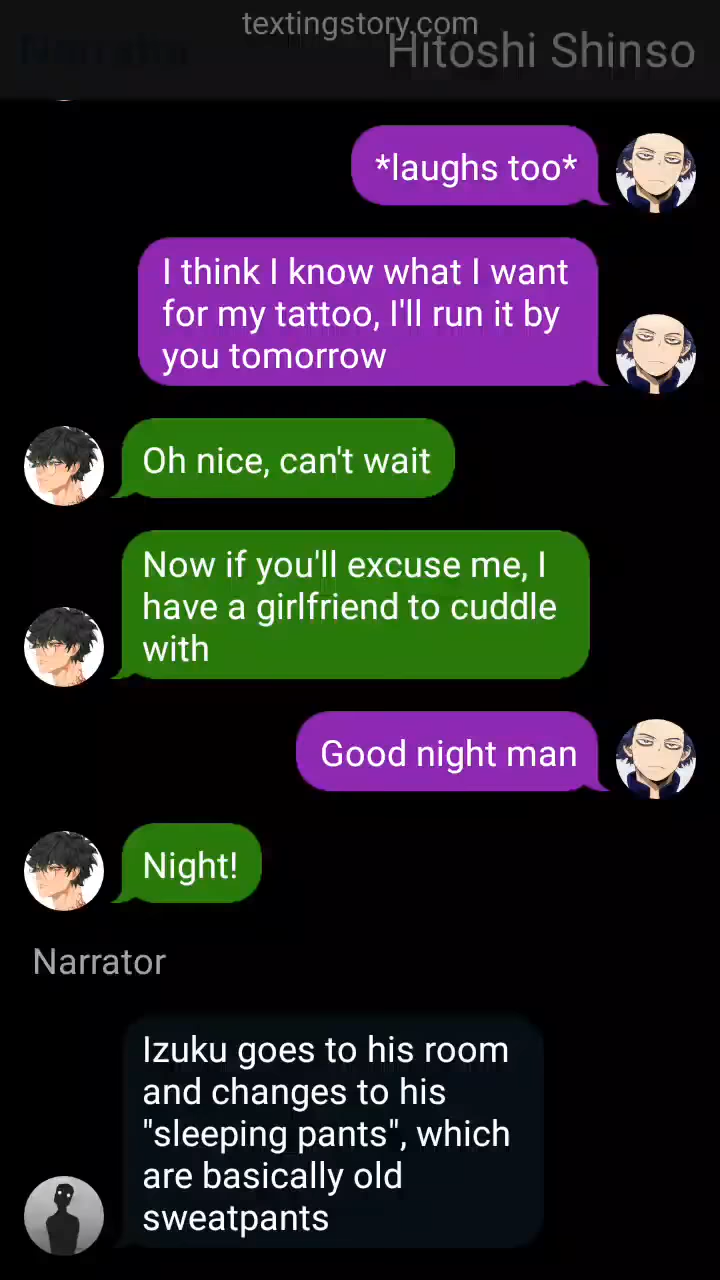 textingstory.com
Narrator
Hitoshi Shinso
*laughs too*
I think I know what I want
for my tattoo, I'll run it by
you tomorrow
Oh nice, can't wait
Now if you'll excuse me, I
have a girlfriend to cuddle
with
Good night man
Night!
Narrator
Izuku goes to his room
and changes to his
"sleeping pants", which
are basically old
sweatpants